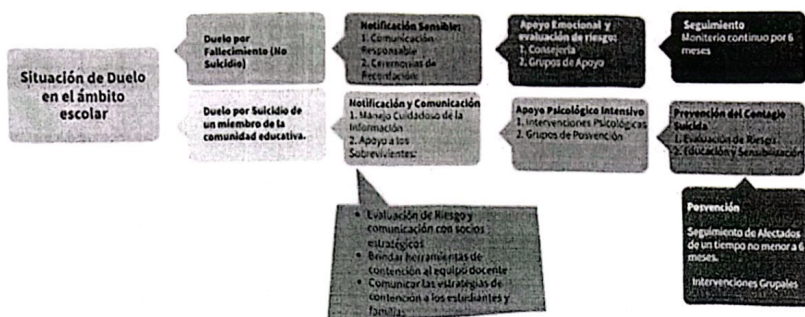 Situación de Duelo
en el ámbito
escolar
Duelo por
Fallecimiento (No
Suicidio)
Notificación Sensible:
1. Comunicación
Responsable
2. Ceremonias de
Recordación:
Apoyo Emocional y
evaluación de riesgo:
1. Consejería
2. Grupos de Apoyo
Seguimiento
Moniterio continuo por 6
meses
Duelo por Suicidio de
un miembro de la
comunidad educativa.
Notificación y Comunicación
1. Manejo Cuidadoso de la
Información
2. Apoyo a los
Sobrevivientes:
Apoyo Psicológico Intensivo
1. Intervenciones Psicológicas
2. Grupos de Posvención
Prevención del Contagio
Suicida
1. Evaluación de Riesgo
2. Educación y Sensibilización
• Evaluación de Riesgo y
comunicación con socios
estratégicos
• Brindar herramientas de
contención al equipo docente
• Comunicar las estrategias de
contención a los estudiantes y
familias
Posvención
Seguimiento de Afectados
de un tiempo no menor a 6
meses.
Intervenciones Grupales